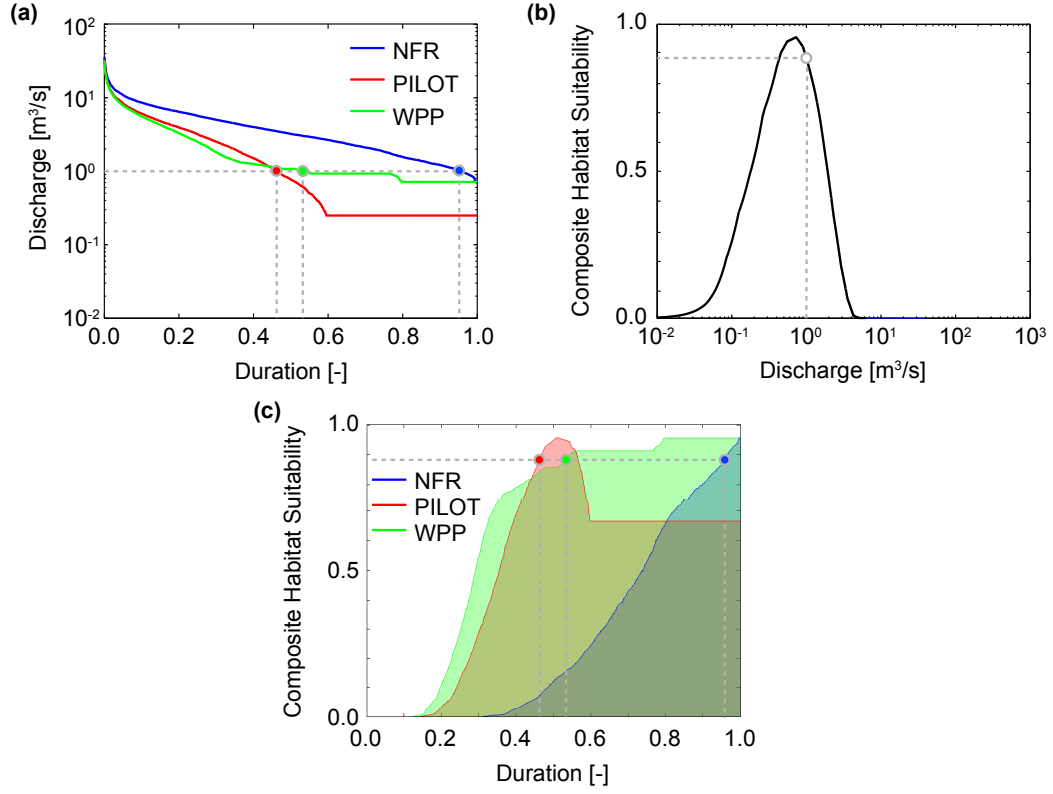 (a)
Discharge [m³/s]
10²
10¹
10⁰
10⁻¹
10⁻²
NFR
PILOT
WPP
0.0 0.2 0.4 0.6 0.8 1.0
Duration [-]
(b)
Composite Habitat Suitability
1.0
0.5
0.0
10⁻² 10⁻¹ 10⁰ 10¹ 10² 10³
Discharge [m³/s]
(c)
Composite Habitat Suitability
1.0
0.5
0.0
NFR
PILOT
WPP
0.0 0.2 0.4 0.6 0.8 1.0
Duration [-]